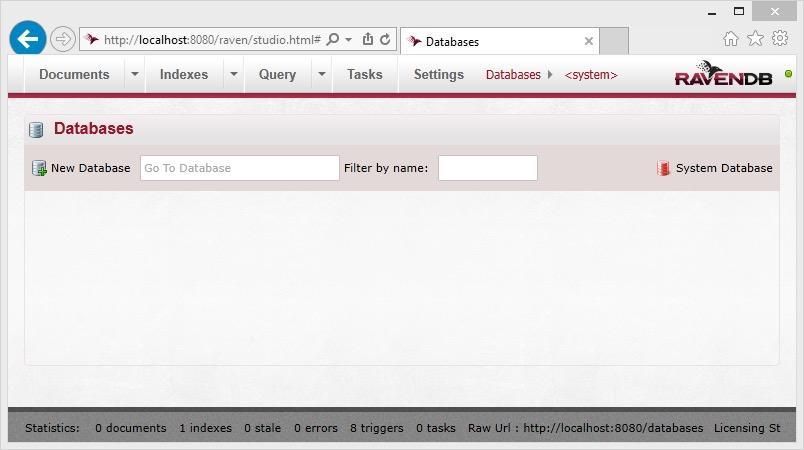 http://localhost:8080/raven/studio.html#
Databases
Documents Indexes Query Tasks Settings Databases <system> RAVENDB
Databases
New Database Go To Database Filter by name: System Database
Statistics: 0 documents 1 indexes 0 stale 0 errors 8 triggers 0 tasks Raw Url : http://localhost:8080/databases Licensing St